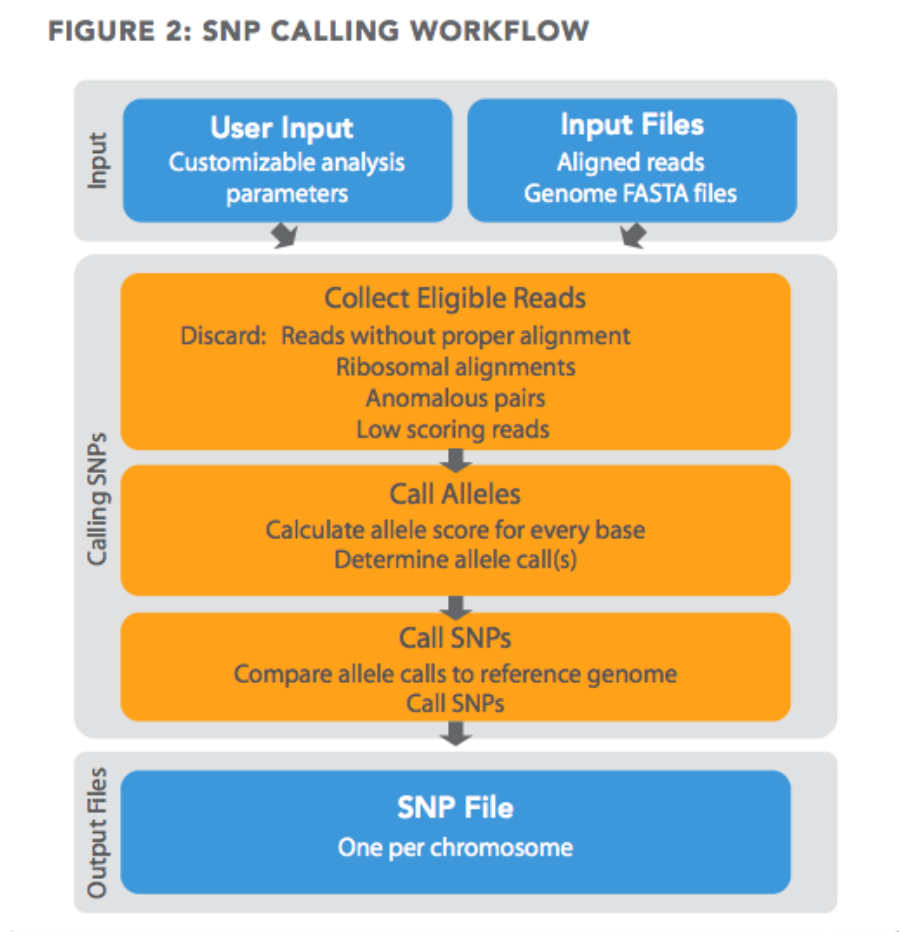 FIGURE 2: SNP CALLING WORKFLOW
Input
User Input
Customizable analysis
parameters
Input Files
Aligned reads
Genome FASTA files
Calling SNPs
Collect Eligible Reads
Discard: Reads without proper alignment
Ribosomal alignments
Anomalous pairs
Low scoring reads
Call Alleles
Calculate allele score for every base
Determine allele call(s)
Call SNPs
Compare allele calls to reference genome
Call SNPs
Output Files
SNP File
One per chromosome